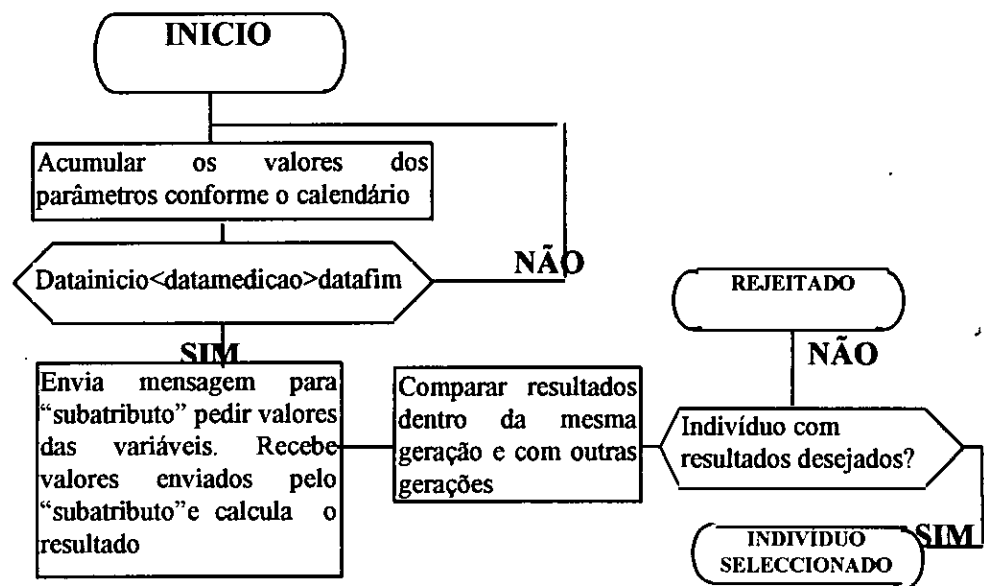 INICIO
Acumular os valores dos
parâmetros conforme o calendário
Datainicio<datamedicao>datafim
NÃO
SIM
Envia mensagem para
“subatributo” pedir valores
das variáveis. Recebe
valores enviados pelo
“subatributo”e calcula o
resultado
Comparar resultados
dentro da mesma
geração e com outras
gerações
REJEITADO
NÃO
Indivíduo com
resultados desejados?
SIM
INDIVÍDUO
SELECCIONADO